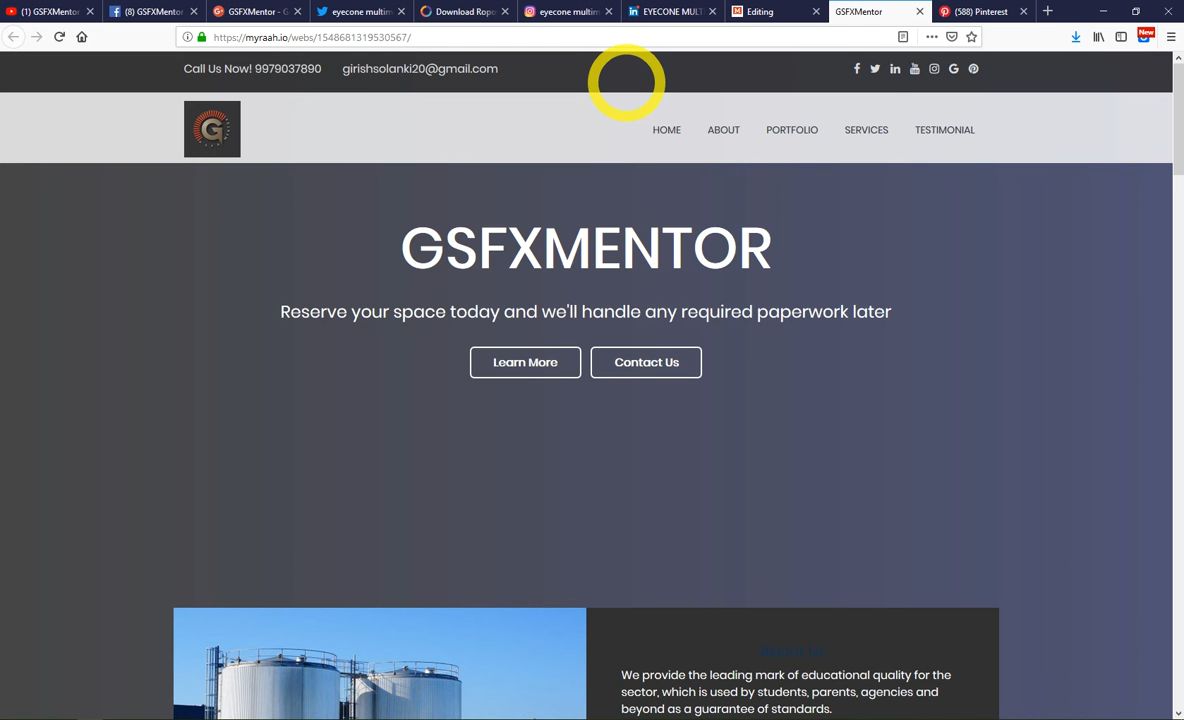 (1) GSFXMentor
(8) GSFXMentor
GSFXMentor - G
eyecone multim
Download Ropo
eyecone multim
EYECONE MULT
Editing
GSFXMentor
(588) Pinterest
https://myraah.io/webs/1548681319530567/
New
Call Us Now! 9979037890 girishsolanki20@gmail.com
G
HOME ABOUT PORTFOLIO SERVICES TESTIMONIAL
GSFXMENTOR
Reserve your space today and we'll handle any required paperwork later
Learn More Contact Us
About Us
We provide the leading mark of educational quality for the
sector, which is used by students, parents, agencies and
beyond as a guarantee of standards.